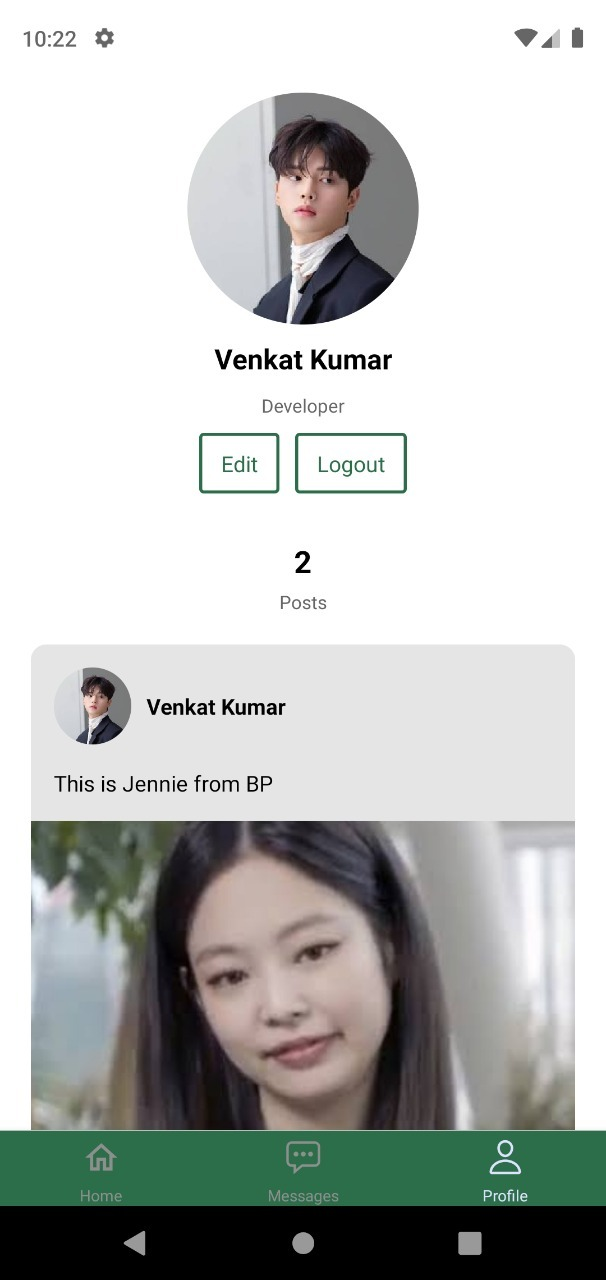 10:22
Venkat Kumar
Developer
Edit Logout
2
Posts
Venkat Kumar
This is Jennie from BP
Home Messages Profile